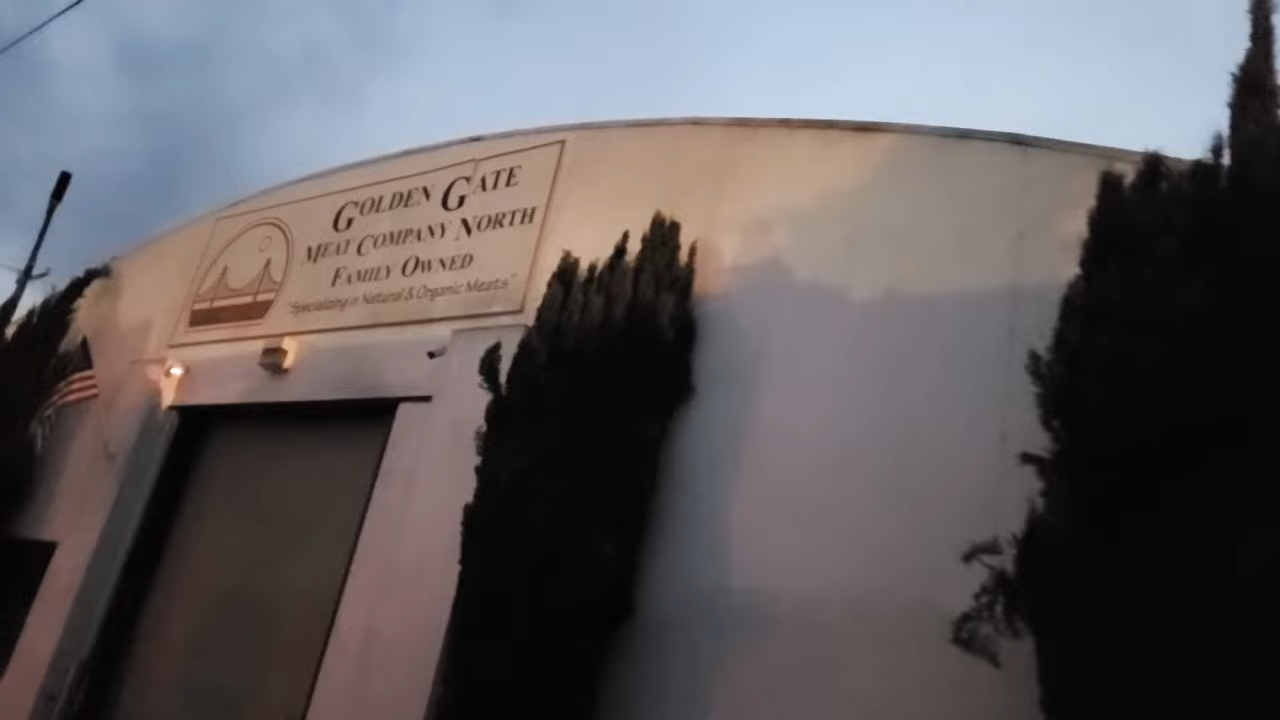 GOLDEN GATE
MEAT COMPANY NORTH
FAMILY OWNED
"Specializing in Natural & Organic Meats"